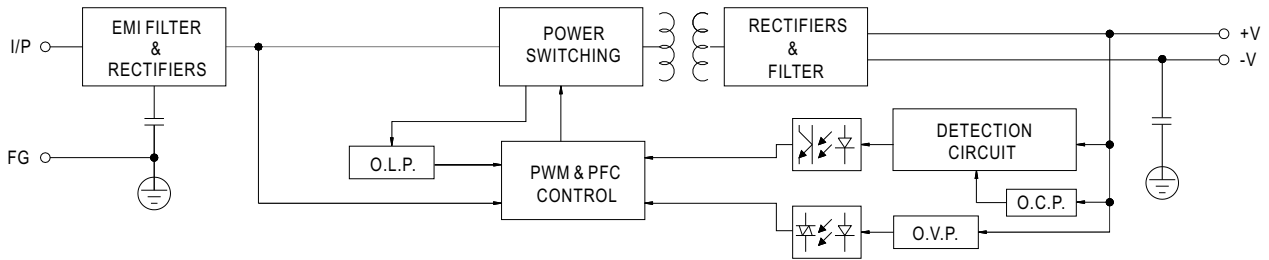 I/P
EMI FILTER
&
RECTIFIERS
POWER
SWITCHING
RECTIFIERS
&
FILTER
+V
-V
FG
O.L.P.
PWM & PFC
CONTROL
DETECTION
CIRCUIT
O.C.P.
O.V.P.